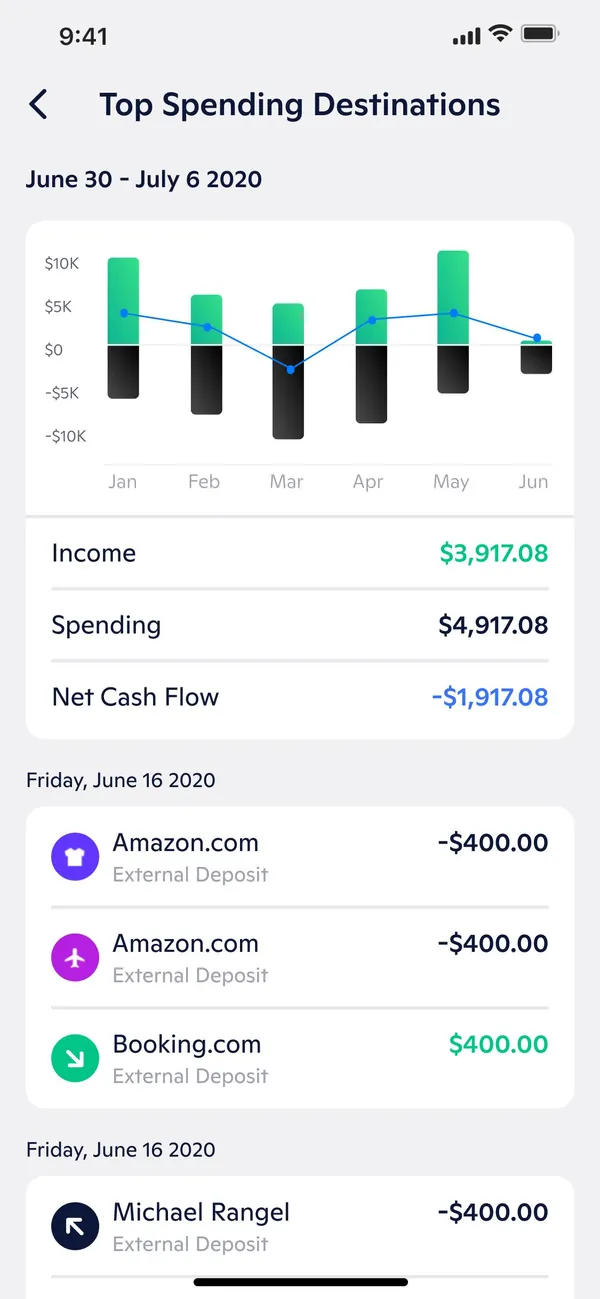 9:41
Top Spending Destinations
June 30 - July 6 2020
$10K
$5K
$0
-$5K
-$10K
Jan Feb Mar Apr May Jun
Income $3,917.08
Spending $4,917.08
Net Cash Flow -$1,917.08
Friday, June 16 2020
Amazon.com -$400.00
External Deposit
Amazon.com -$400.00
External Deposit
Booking.com $400.00
External Deposit
Friday, June 16 2020
Michael Rangel -$400.00
External Deposit